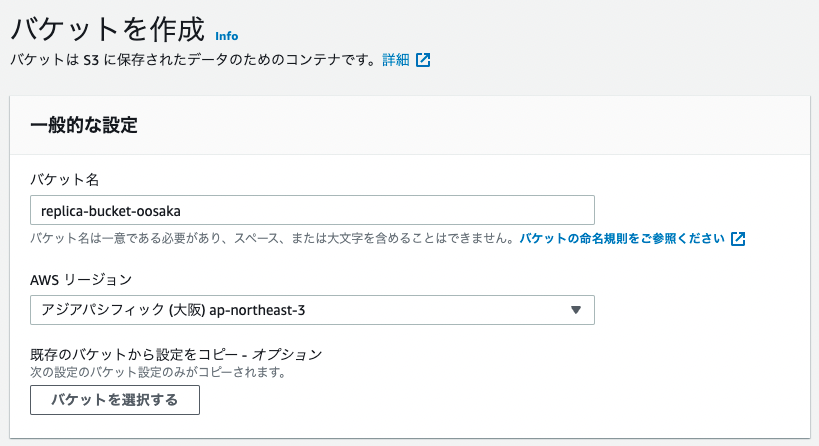 バケットを作成 Info
バケットは S3 に保存されたデータのためのコンテナです。詳細
一般的な設定
バケット名
replica-bucket-oosaka
バケット名は一意である必要があり、スペース、または大文字を含めることはできません。バケットの命名規則をご参照ください
AWS リージョン
アジアパシフィック (大阪) ap-northeast-3
既存のバケットから設定をコピー - オプション
次の設定のバケット設定のみがコピーされます。
バケットを選択する